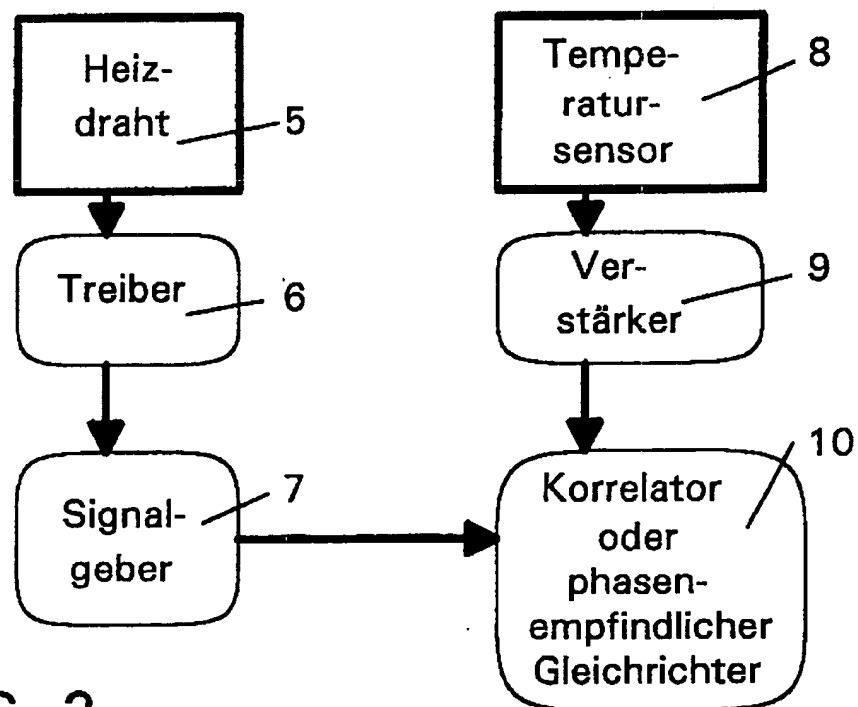 Heiz-
draht
5
Treiber
6
Signal-
geber
7
Tempe-
ratur-
sensor
8
Ver-
stärker
9
Korrelator
oder
phasen-
empfindlicher
Gleichrichter
10